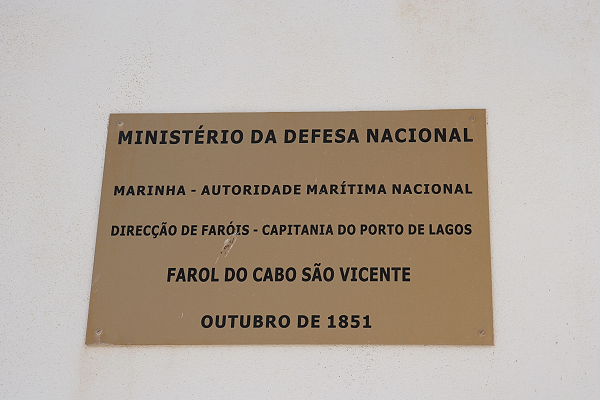 MINISTÉRIO DA DEFESA NACIONAL
MARINHA - AUTORIDADE MARÍTIMA NACIONAL
DIRECÇÃO DE FARÓIS - CAPITANIA DO PORTO DE LAGOS
FAROL DO CABO SÃO VICENTE
OUTUBRO DE 1851